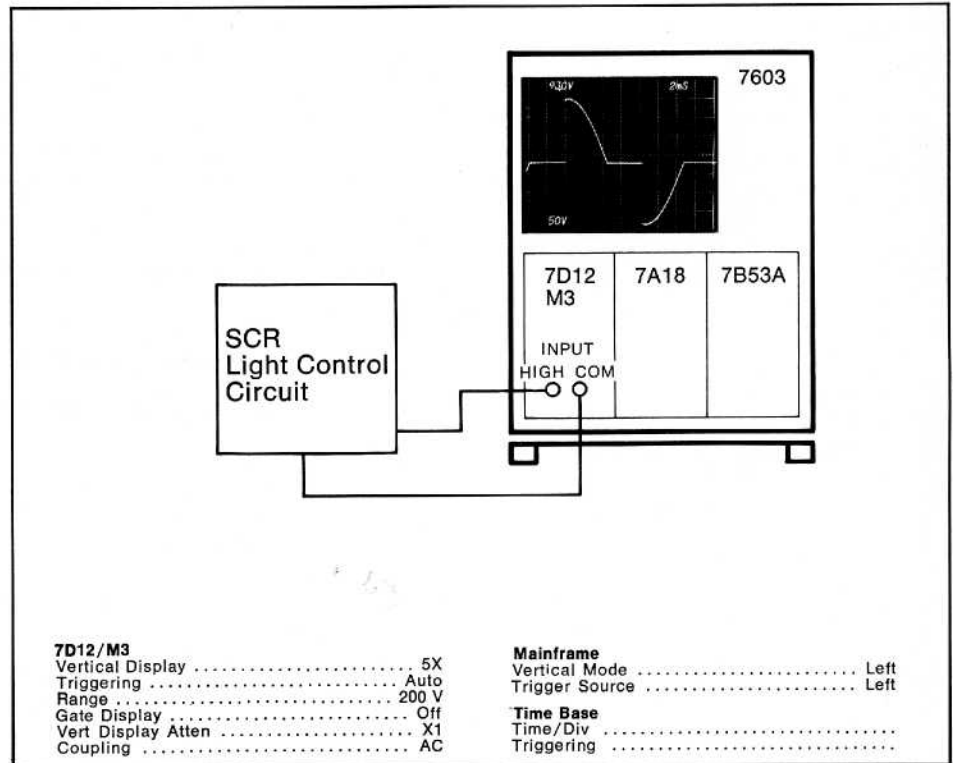 7603
93.0V 2mS
50V
7D12 M3
7A18
7B53A
INPUT
HIGH COM
SCR
Light Control
Circuit
7D12/M3
Vertical Display ........................ 5X
Triggering ........................ Auto
Range ........................ 200 V
Gate Display ........................ Off
Vert Display Atten ........................ X1
Coupling ........................ AC
Mainframe
Vertical Mode ........................ Left
Trigger Source ........................ Left
Time Base
Time/Div ........................
Triggering ........................